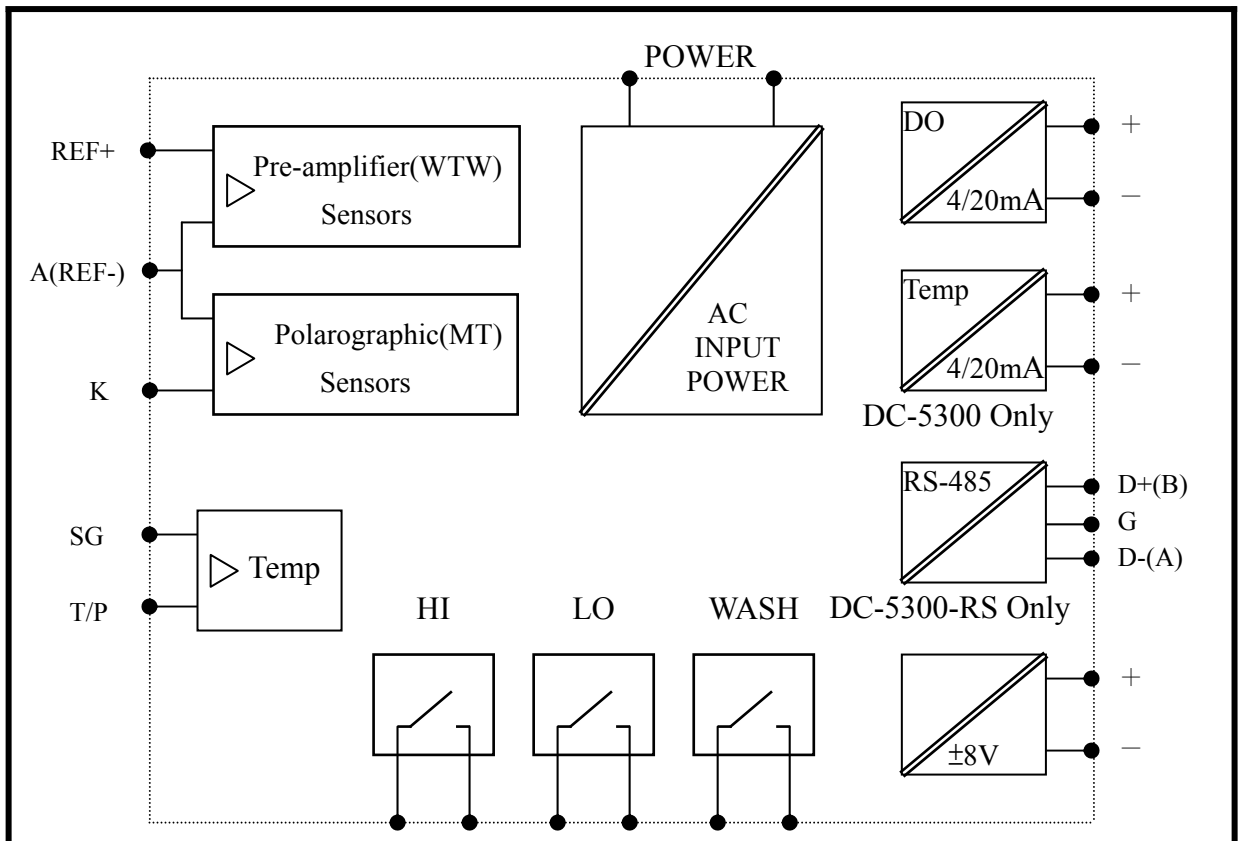 POWER
REF+
Pre-amplifier(WTW)
Sensors
A(REF-)
Polarographic(MT)
Sensors
K
AC
INPUT
POWER
DO
4/20mA
+
−
Temp
4/20mA
+
−
DC-5300 Only
RS-485
D+(B)
G
D-(A)
DC-5300-RS Only
SG
Temp
T/P
HI
LO
WASH
±8V
+
−